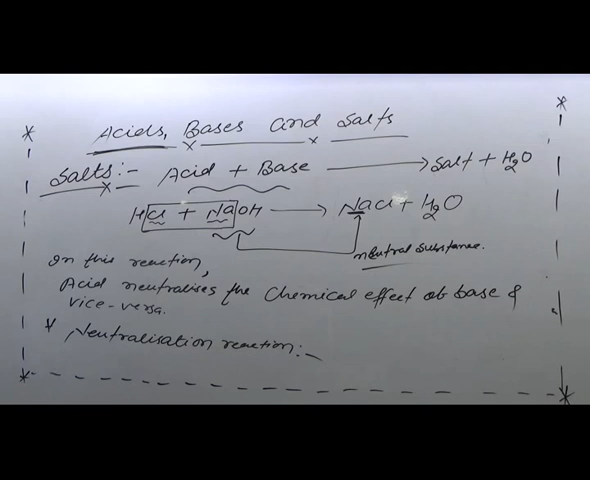 Acids, Bases and Salts
Salts:- Acid + Base → Salt + H₂O
HCl + NaOH → NaCl + H₂O
neutral substance.
In this reaction,
Acid neutralises the Chemical effect of base &
vice-versa.
* Neutralisation reaction:-